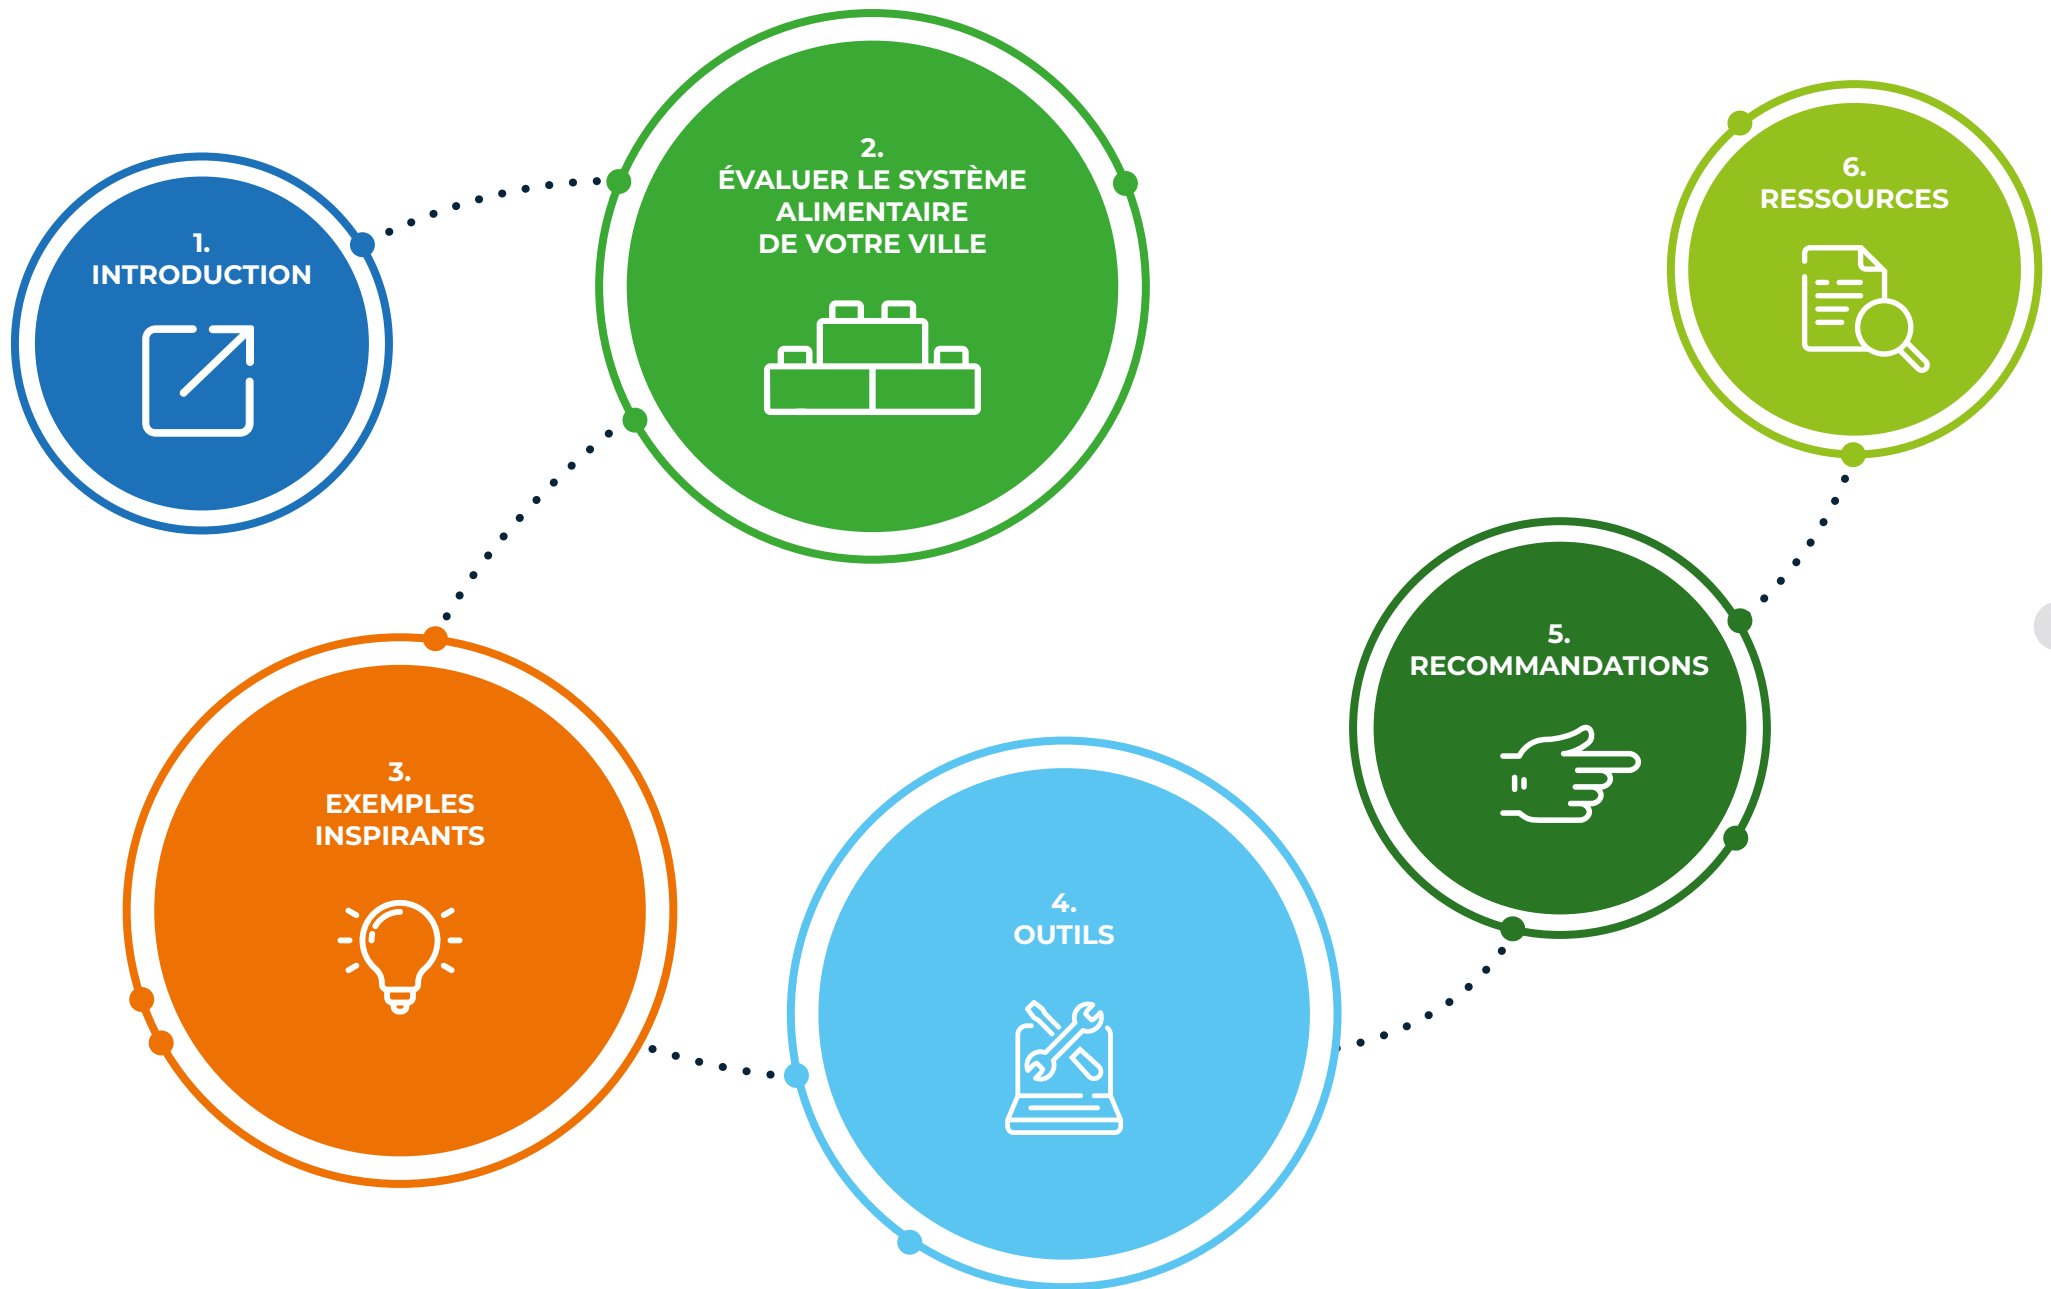 1.
INTRODUCTION
2.
ÉVALUER LE SYSTÈME
ALIMENTAIRE
DE VOTRE VILLE
3.
EXEMPLES
INSPIRANTS
4.
OUTILS
5.
RECOMMANDATIONS
6.
RESSOURCES